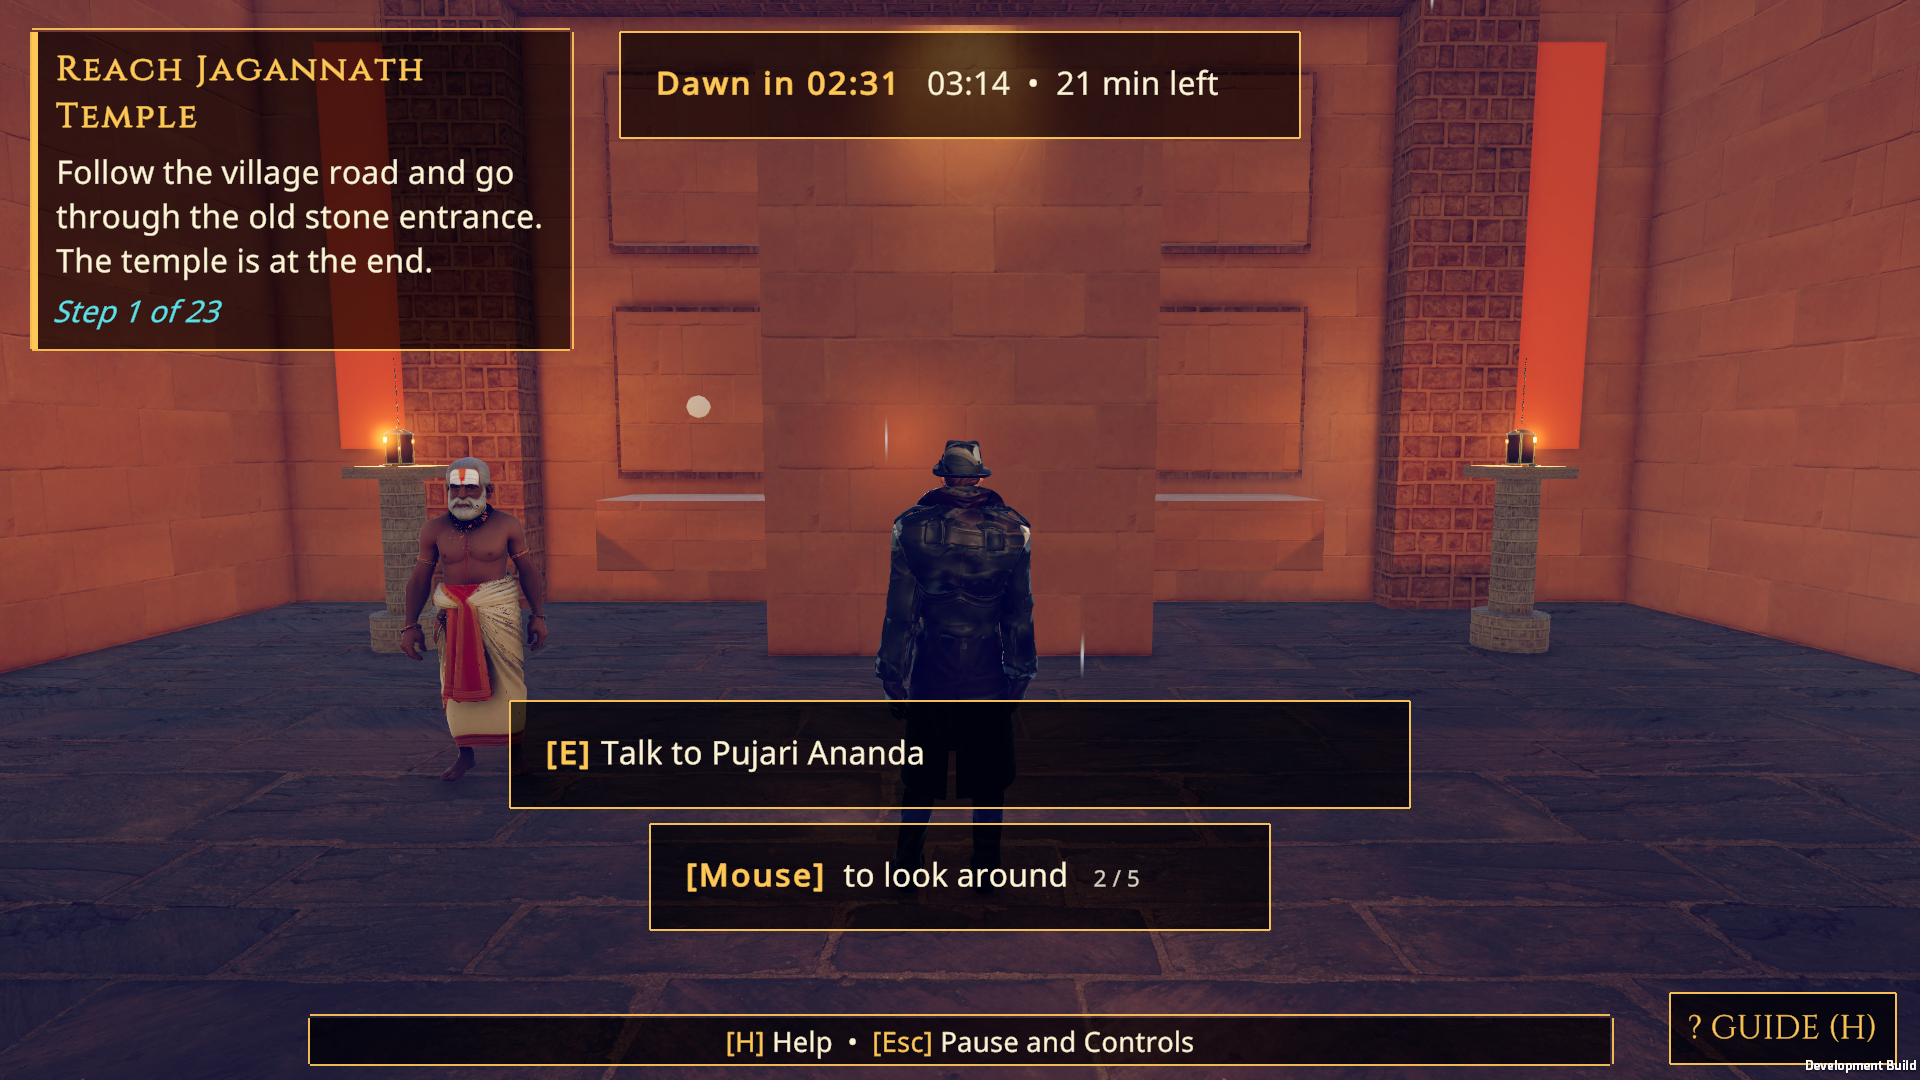 REACH JAGANNATH
TEMPLE
Follow the village road and go
through the old stone entrance.
The temple is at the end.
Step 1 of 23
Dawn in 02:31 03:14 • 21 min left
[E] Talk to Pujari Ananda
[Mouse] to look around 2 / 5
[H] Help • [Esc] Pause and Controls
? GUIDE (H)
Development Build